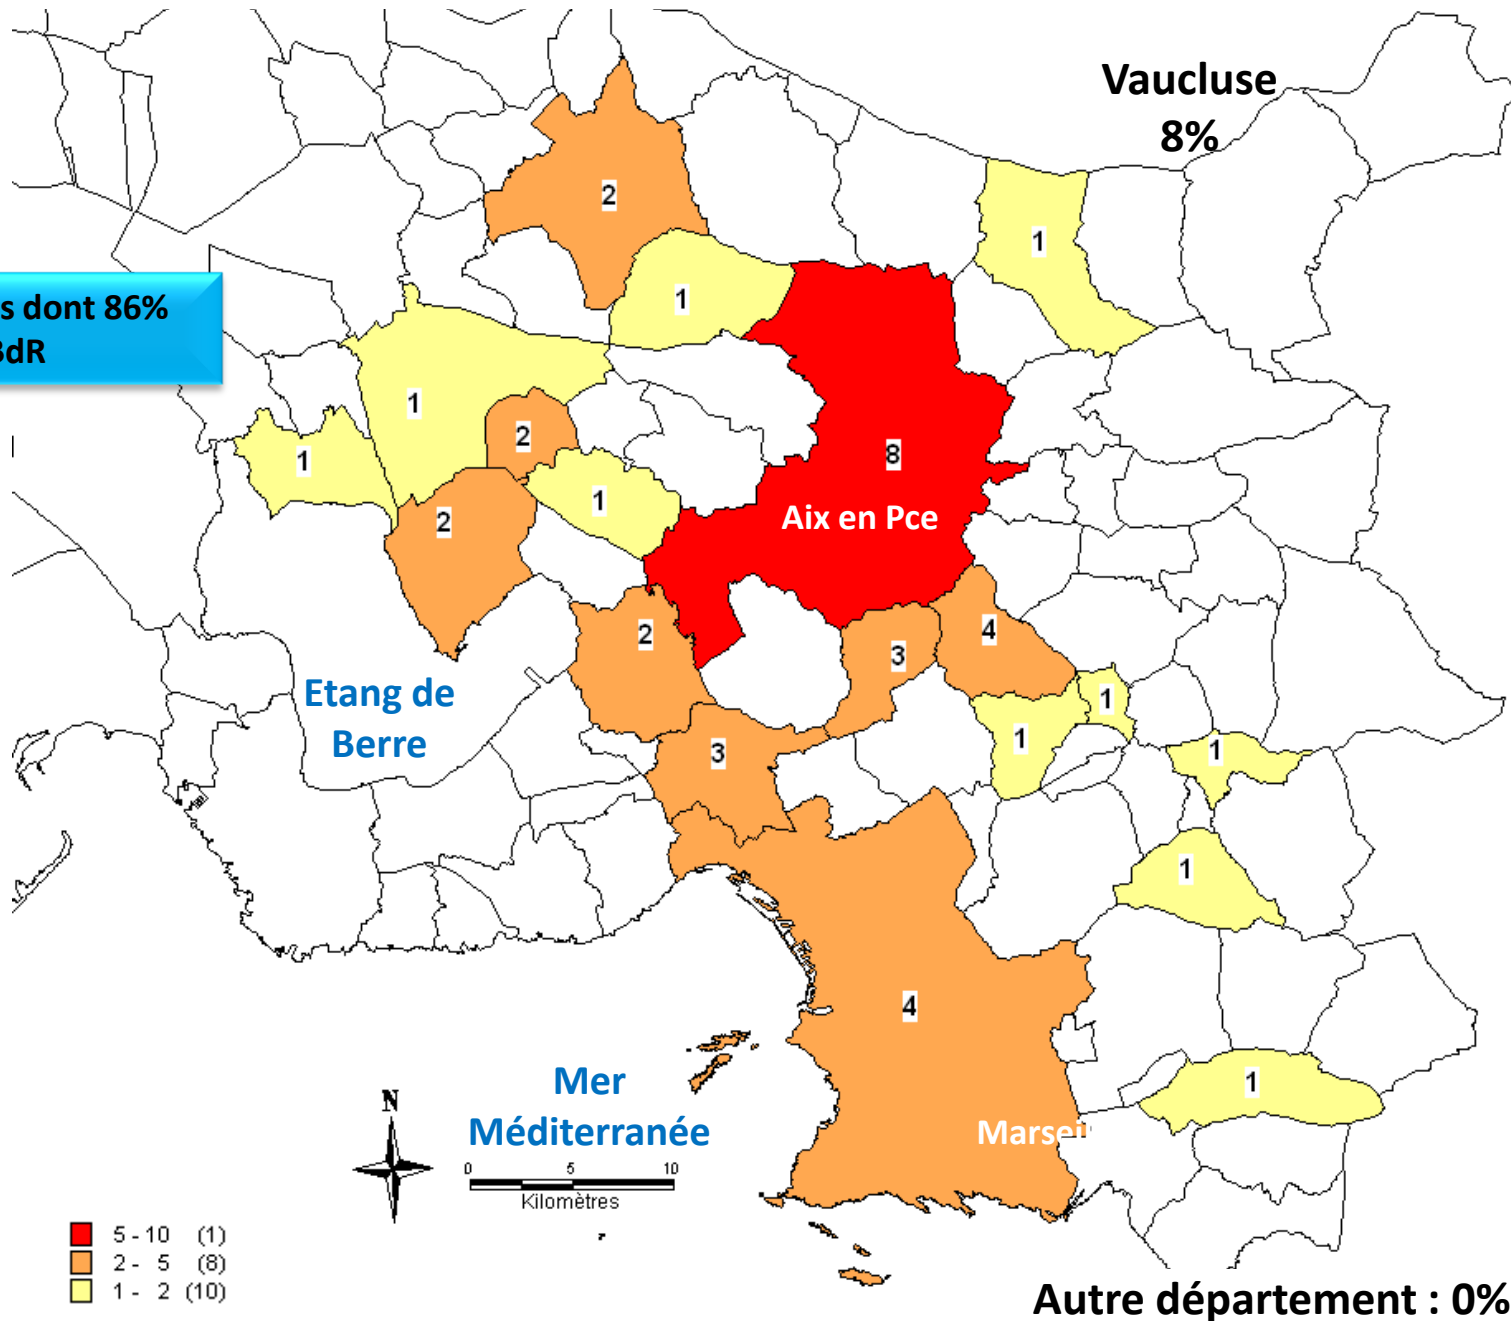 Vaucluse
8%
2
1
1
s dont 86%
BdR
1
2
1
8
1
2
Aix en Pce
2
4
3
Etang de
Berre
1
1
3
1
1
4
Mer
Méditerranée
1
N
0 5 10
Kilomètres
5 - 10 (1)
2 - 5 (8)
1 - 2 (10)
Autre département : 0%